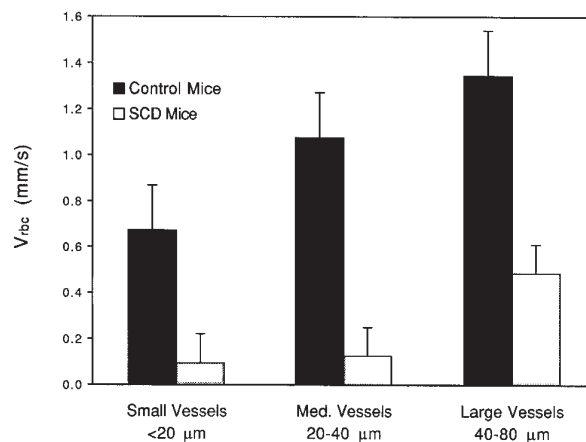 1.6
1.4
1.2
1.0
0.8
0.6
0.4
0.2
0.0
Vrbc (mm/s)
Control Mice
SCD Mice
Small Vessels
<20 µm
Med. Vessels
20-40 µm
Large Vessels
40-80 µm